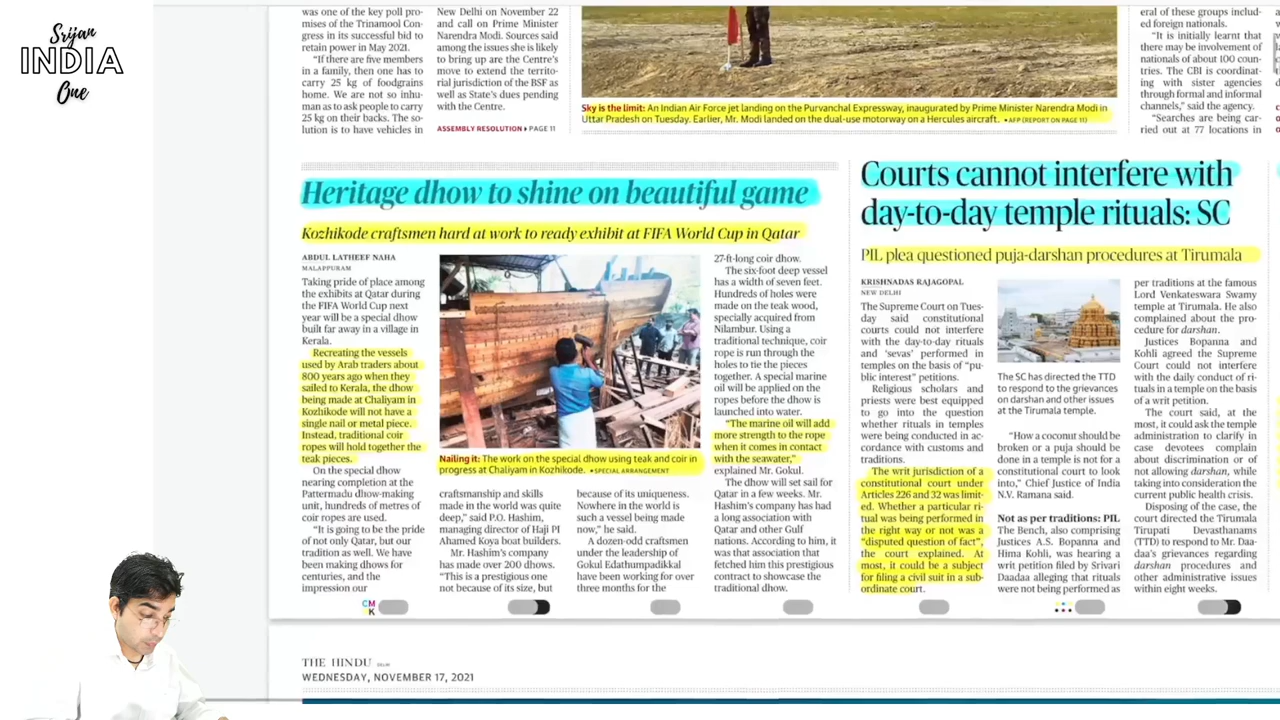 Srijan
INDIA
One
was one of the key poll pro-
mises of the Trinamool Con-
gress in its successful bid to
retain power in May 2021.
"If there are five members
in a family, then one has to
carry 25 kg of foodgrains
home. We are not so inhu-
man as to ask people to carry
25 kg on their backs. The so-
lution is to have vehicles in
New Delhi on November 22
and call on Prime Minister
Narendra Modi. Sources said
among the issues she is likely
to bring up are the Centre's
move to extend the territo-
rial jurisdiction of the BSF as
well as State's dues pending
with the Centre.
ASSEMBLY RESOLUTION PAGE 11
Sky is the limit: An Indian Air Force jet landing on the Purvanchal Expressway, inaugurated by Prime Minister Narendra Modi in
Uttar Pradesh on Tuesday. Earlier, Mr. Modi landed on the dual-use motorway on a Hercules aircraft. •AFP (REPORT ON PAGE 11)
eral of these groups includ-
ed foreign nationals.
"It is initially learnt that
there may be involvement of
nationals of about 100 coun-
tries. The CBI is coordinat-
ing with sister agencies
through formal and informal
channels," said the agency.
"Searches are being car-
ried out at 77 locations in
Heritage dhow to shine on beautiful game
Kozhikode craftsmen hard at work to ready exhibit at FIFA World Cup in Qatar
ABDUL LATHEEF NAHA
MALAPPURAM
Taking pride of place among
the exhibits at Qatar during
the FIFA World Cup next
year will be a special dhow
built far away in a village in
Kerala.
Recreating the vessels
used by Arab traders about
800 years ago when they
sailed to Kerala, the dhow
being made at Chaliyam in
Kozhikode will not have a
single nail or metal piece.
Instead, traditional coir
ropes will hold together the
teak pieces.
On the special dhow
nearing completion at the
Pattermadu dhow-making
unit, hundreds of metres of
coir ropes are used.
"It is going to be the pride
of not only Qatar, but our
tradition as well. We have
been making dhows for
centuries, and the
impression our
Nailing it: The work on the special dhow using teak and coir in
progress at Chaliyam in Kozhikode. •SPECIAL ARRANGEMENT
craftsmanship and skills
made in the world was quite
deep," said P.O. Hashim,
managing director of Haji PI
Ahamed Koya boat builders.
Mr. Hashim's company
has made over 200 dhows.
"This is a prestigious one
not because of its size, but
because of its uniqueness.
Nowhere in the world is
such a vessel being made
now," he said.
A dozen-odd craftsmen
under the leadership of
Gokul Edathumpadikkal
have been working for over
three months for the
27-ft-long coir dhow.
The six-foot deep vessel
has a width of seven feet.
Hundreds of holes were
made on the teak wood,
specially acquired from
Nilambur. Using a
traditional technique, coir
rope is run through the
holes to tie the pieces
together. A special marine
oil will be applied on the
ropes before the dhow is
launched into water.
"The marine oil will add
more strength to the rope
when it comes in contact
with the seawater,"
explained Mr. Gokul.
The dhow will set sail for
Qatar in a few weeks. Mr.
Hashim's company has had
a long association with
Qatar and other Gulf
nations. According to him, it
was that association that
fetched him this prestigious
contract to showcase the
traditional dhow.
Courts cannot interfere with
day-to-day temple rituals: SC
PIL plea questioned puja-darshan procedures at Tirumala
KRISHNADAS RAJAGOPAL
NEW DELHI
The Supreme Court on Tues-
day said constitutional
courts could not interfere
with the day-to-day rituals
and 'sevas' performed in
temples on the basis of "pu-
blic interest" petitions.
Religious scholars and
priests were best equipped
to go into the question
whether rituals in temples
were being conducted in ac-
cordance with customs and
traditions.
The writ jurisdiction of a
constitutional court under
Articles 226 and 32 was limit-
ed. Whether a particular ri-
tual was being performed in
the right way or not was a
"disputed question of fact",
the court explained. At
most, it could be a subject
for filing a civil suit in a sub-
ordinate court.
The SC has directed the TTD
to respond to the grievances
on darshan and other issues
at the Tirumala temple.
"How a coconut should be
broken or a puja should be
done in a temple is not for a
constitutional court to look
into," Chief Justice of India
N.V. Ramana said.
Not as per traditions: PIL
The Bench, also comprising
Justices A.S. Bopanna and
Hima Kohli, was hearing a
writ petition filed by Srivari
Daadaa alleging that rituals
were not being performed as
per traditions at the famous
Lord Venkateswara Swamy
temple at Tirumala. He also
complained about the pro-
cedure for darshan.
Justices Bopanna and
Kohli agreed the Supreme
Court could not interfere
with the daily conduct of ri-
tuals in a temple on the basis
of a writ petition.
The court said, at the
most, it could ask the temple
administration to clarify in
case devotees complain
about discrimination or of
not allowing darshan, while
taking into consideration the
current public health crisis.
Disposing of the case, the
court directed the Tirumala
Tirupati Devasthanams
(TTD) to respond to Mr. Daa-
daa's grievances regarding
darshan procedures and
other administrative issues
within eight weeks.
CM
K
THE HINDU DELHI
WEDNESDAY, NOVEMBER 17, 2021